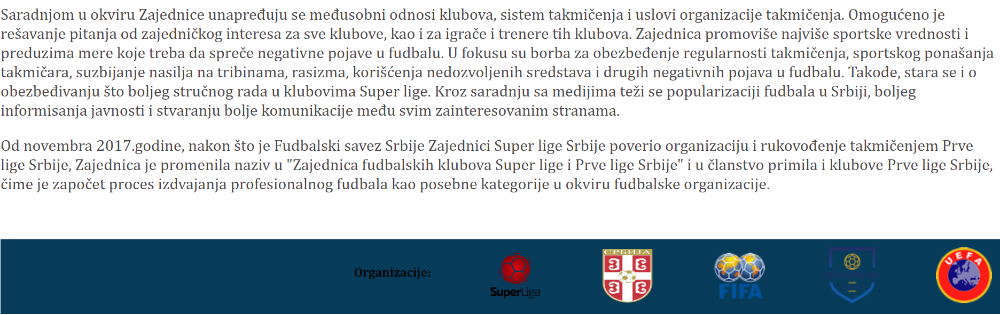 Saradnjom u okviru Zajednice unapređuju se međusobni odnosi klubova, sistem takmičenja i uslovi organizacije takmičenja. Omogućeno je
rešavanje pitanja od zajedničkog interesa za sve klubove, kao i za igrače i trenere tih klubova. Zajednica promoviše najviše sportske vrednosti i
preduzima mere koje treba da spreče negativne pojave u fudbalu. U fokusu su borba za obezbeđenje regularnosti takmičenja, sportskog ponašanja
takmičara, suzbijanje nasilja na tribinama, rasizma, korišćenja nedozvoljenih sredstava i drugih negativnih pojava u fudbalu. Takođe, stara se i o
obezbeđivanju što boljeg stručnog rada u klubovima Super lige. Kroz saradnju sa medijima teži se popularizaciji fudbala u Srbiji, boljeg
informisanja javnosti i stvaranju bolje komunikacije među svim zainteresovanim stranama.
Od novembra 2017.godine, nakon što je Fudbalski savez Srbije Zajednici Super lige Srbije poverio organizaciju i rukovođenje takmičenjem Prve
lige Srbije, Zajednica je promenila naziv u "Zajednica fudbalskih klubova Super lige i Prve lige Srbije" i u članstvo primila i klubove Prve lige Srbije,
čime je započet proces izdvajanja profesionalnog fudbala kao posebne kategorije u okviru fudbalske organizacije.
Organizacije:
SuperLiga
СРБИЈА
FIFA
UEFA